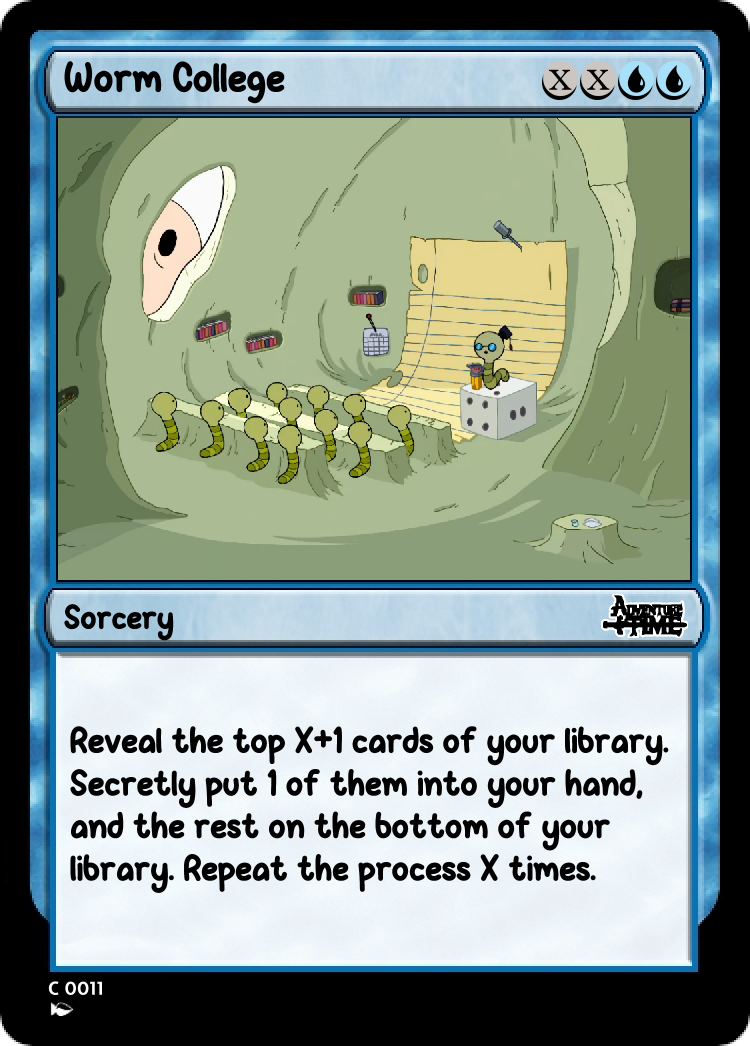 Worm College X X
Sorcery
ADVENTURE
TIME
Reveal the top X+1 cards of your library.
Secretly put 1 of them into your hand,
and the rest on the bottom of your
library. Repeat the process X times.
C 0011